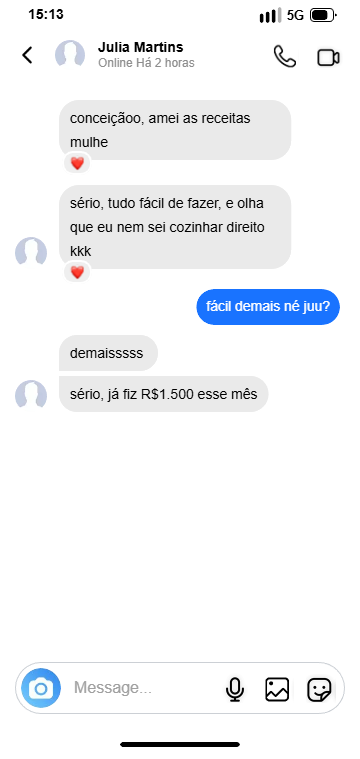 15:13
5G
Julia Martins
Online Há 2 horas
conceiçãoo, amei as receitas
mulhe
sério, tudo fácil de fazer, e olha
que eu nem sei cozinhar direito
kkk
fácil demais né juu?
demaisssss
sério, já fiz R$1.500 esse mês
Message...